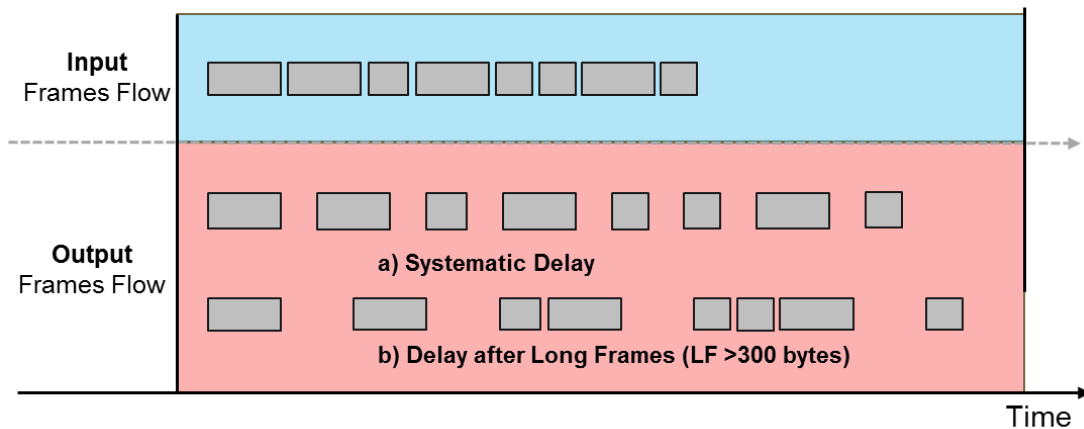 Input
Frames Flow
a) Systematic Delay
Output
Frames Flow
b) Delay after Long Frames (LF >300 bytes)
Time